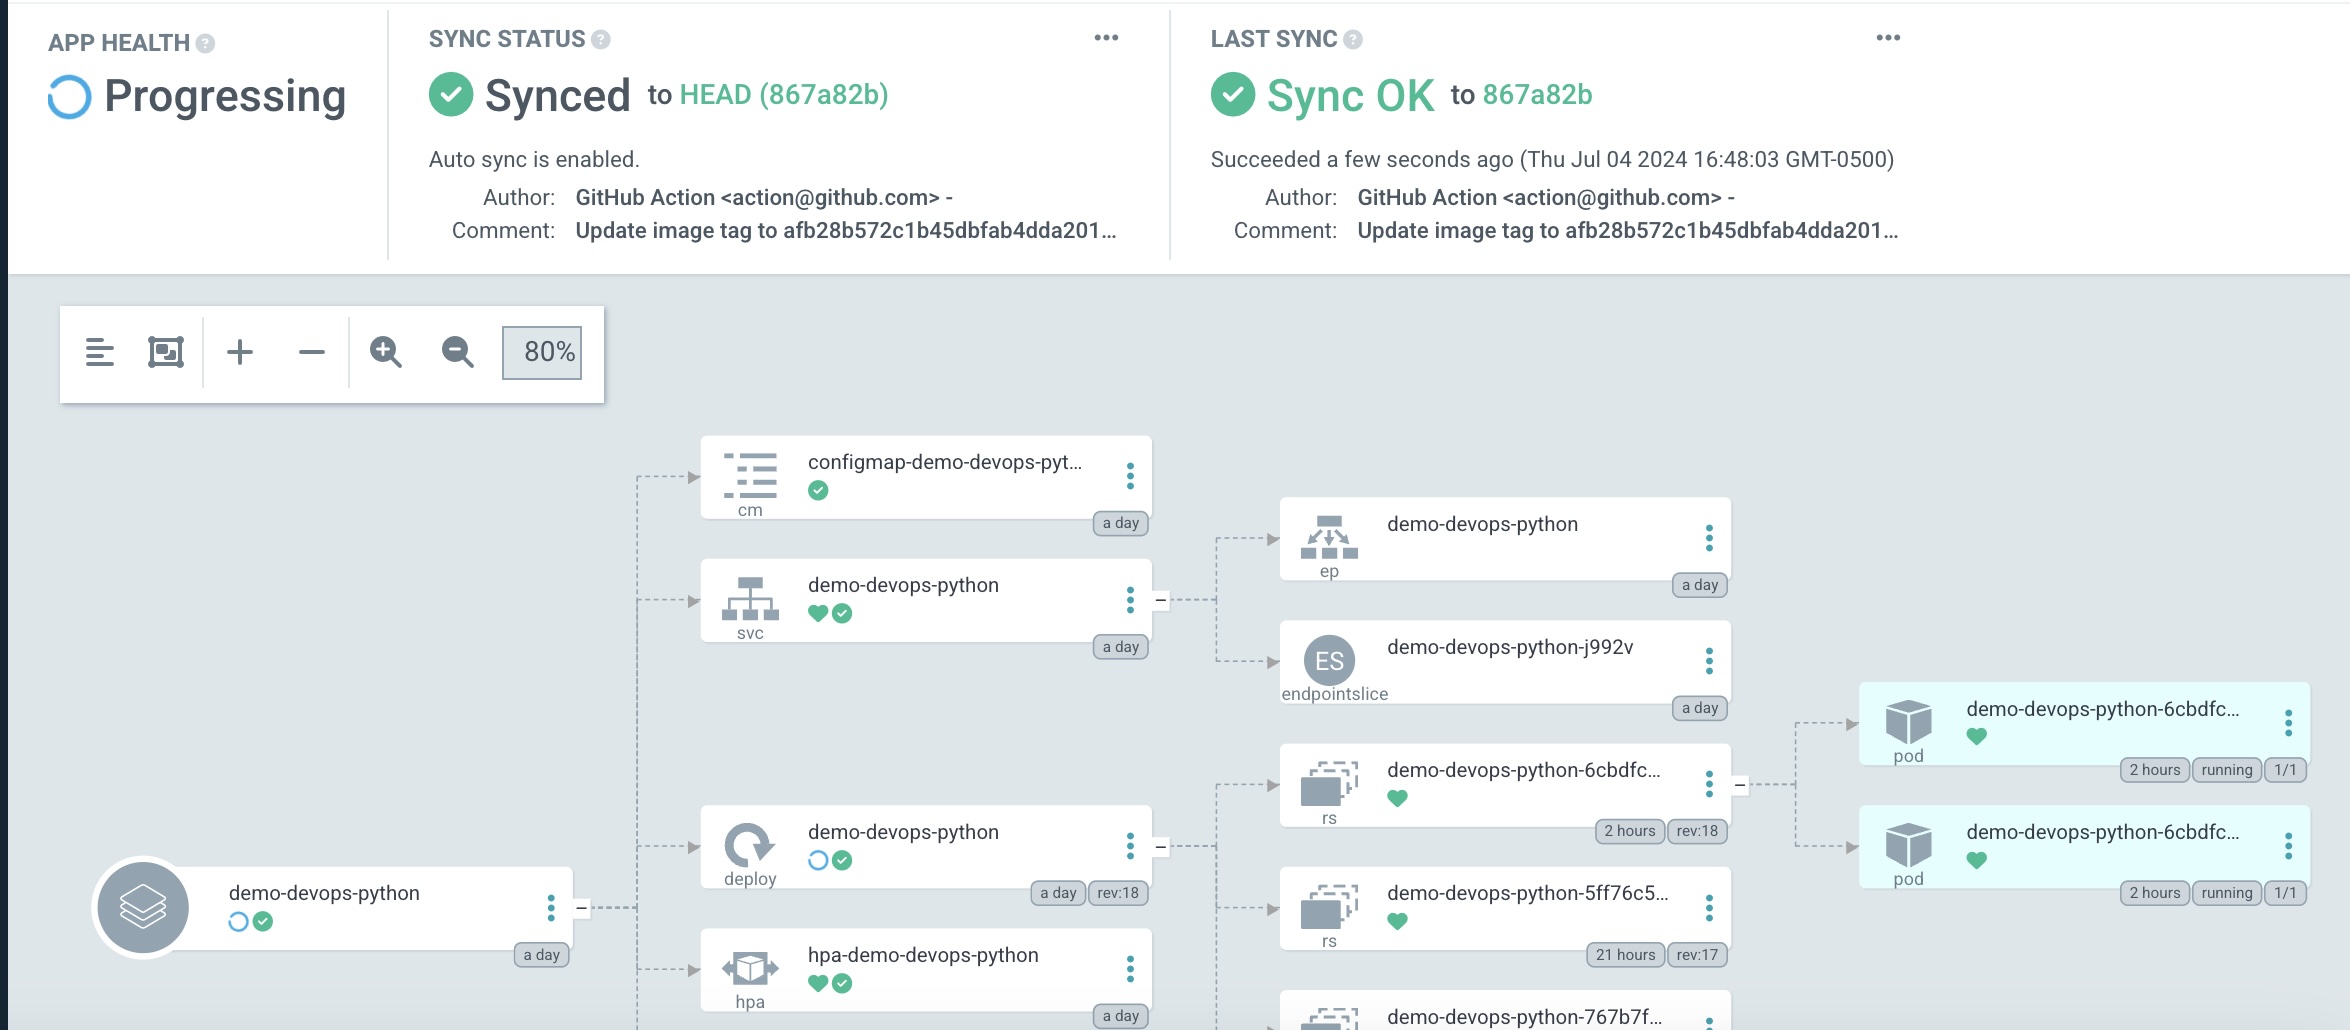 APP HEALTH ?
Progressing
SYNC STATUS ?
Synced to HEAD (867a82b)
Auto sync is enabled.
Author: GitHub Action <action@github.com> -
Comment: Update image tag to afb28b572c1b45dbfab4dda201...
LAST SYNC ?
Sync OK to 867a82b
Succeeded a few seconds ago (Thu Jul 04 2024 16:48:03 GMT-0500)
Author: GitHub Action <action@github.com> -
Comment: Update image tag to afb28b572c1b45dbfab4dda201...
80%
demo-devops-python
a day
configmap-demo-devops-pyt...
cm
a day
demo-devops-python
svc
a day
demo-devops-python
deploy
a day rev:18
hpa-demo-devops-python
hpa
a day
demo-devops-python
ep
a day
ES
demo-devops-python-j992v
endpointslice
a day
demo-devops-python-6cbdfc...
rs
2 hours rev:18
demo-devops-python-5ff76c5...
rs
21 hours rev:17
demo-devops-python-767b7f...
demo-devops-python-6cbdfc...
pod
2 hours running 1/1
demo-devops-python-6cbdfc...
pod
2 hours running 1/1